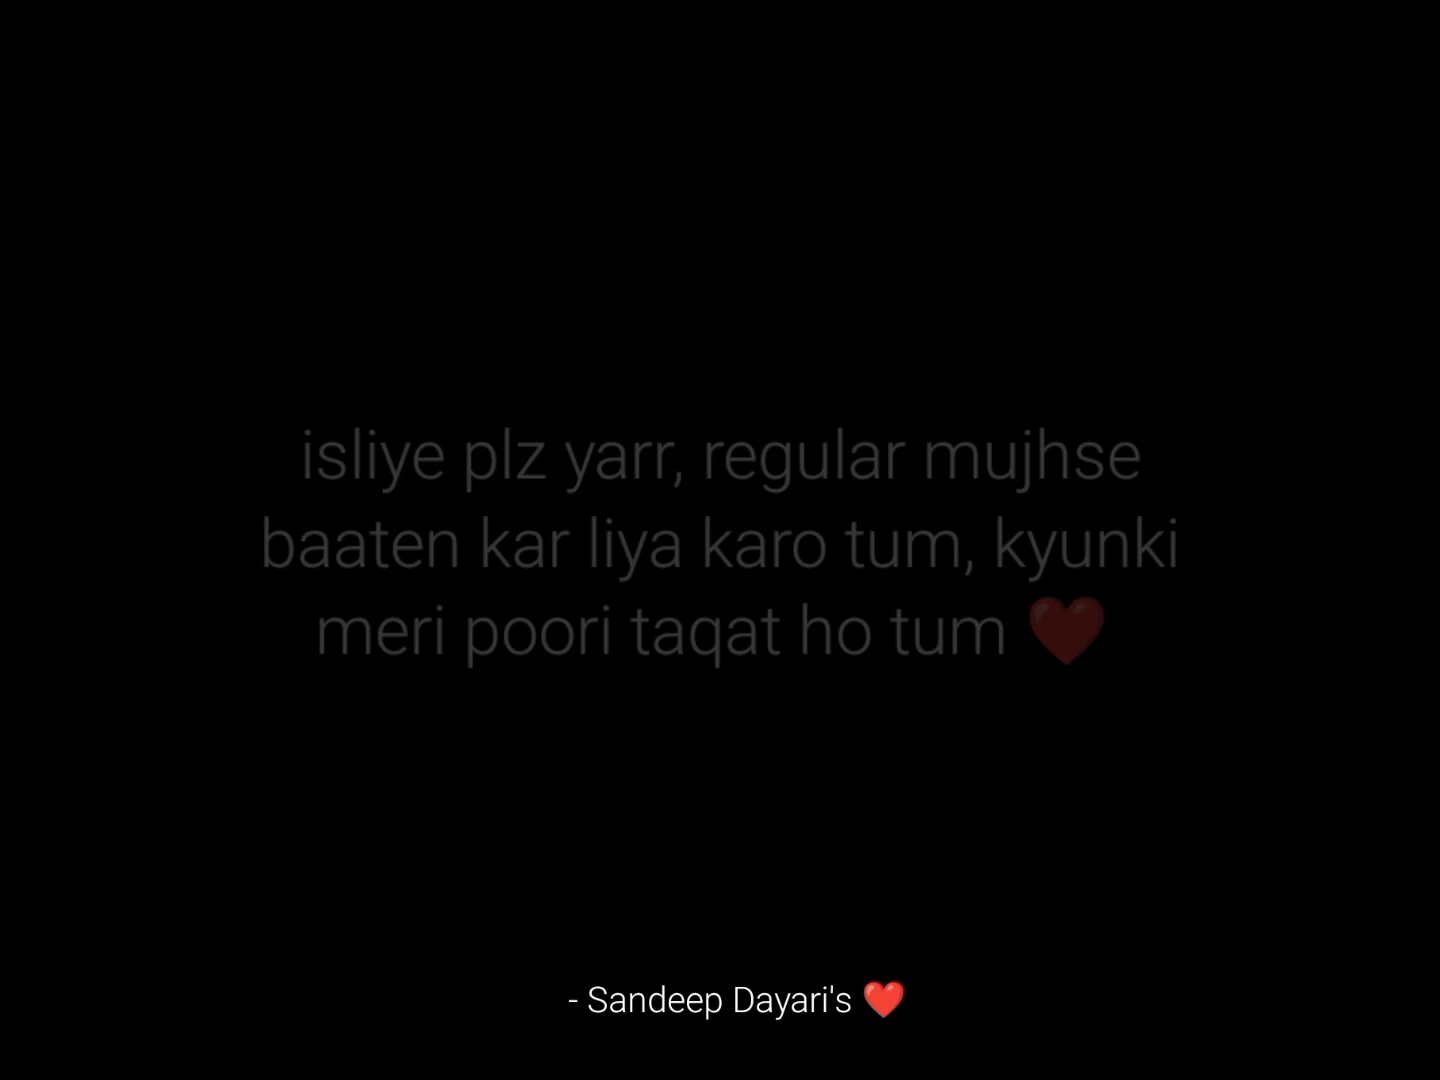 isliye plz yarr, regular mujhse
baaten kar liya karo tum, kyunki
meri poori taqat ho tum ❤️
- Sandeep Dayari's ❤️